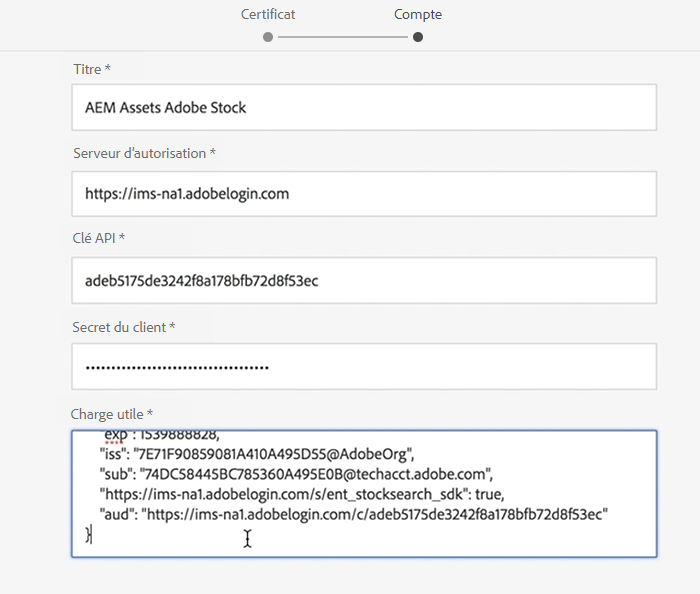 Certificat Compte
Titre *
AEM Assets Adobe Stock
Serveur d'autorisation *
https://ims-na1.adobelogin.com
Clé API *
adeb5175de3242f8a178bfb72d8f53ec
Secret du client *
••••••••••••••••••••••••••••••••••••
Charge utile *
"exp": 1539888828,
"iss": "7E71F90859081A410A495D55@AdobeOrg",
"sub": "74DC58445BC785360A495E0B@techacct.adobe.com",
"https://ims-na1.adobelogin.com/s/ent_stocksearch_sdk": true,
"aud": "https://ims-na1.adobelogin.com/c/adeb5175de3242f8a178bfb72d8f53ec"
}